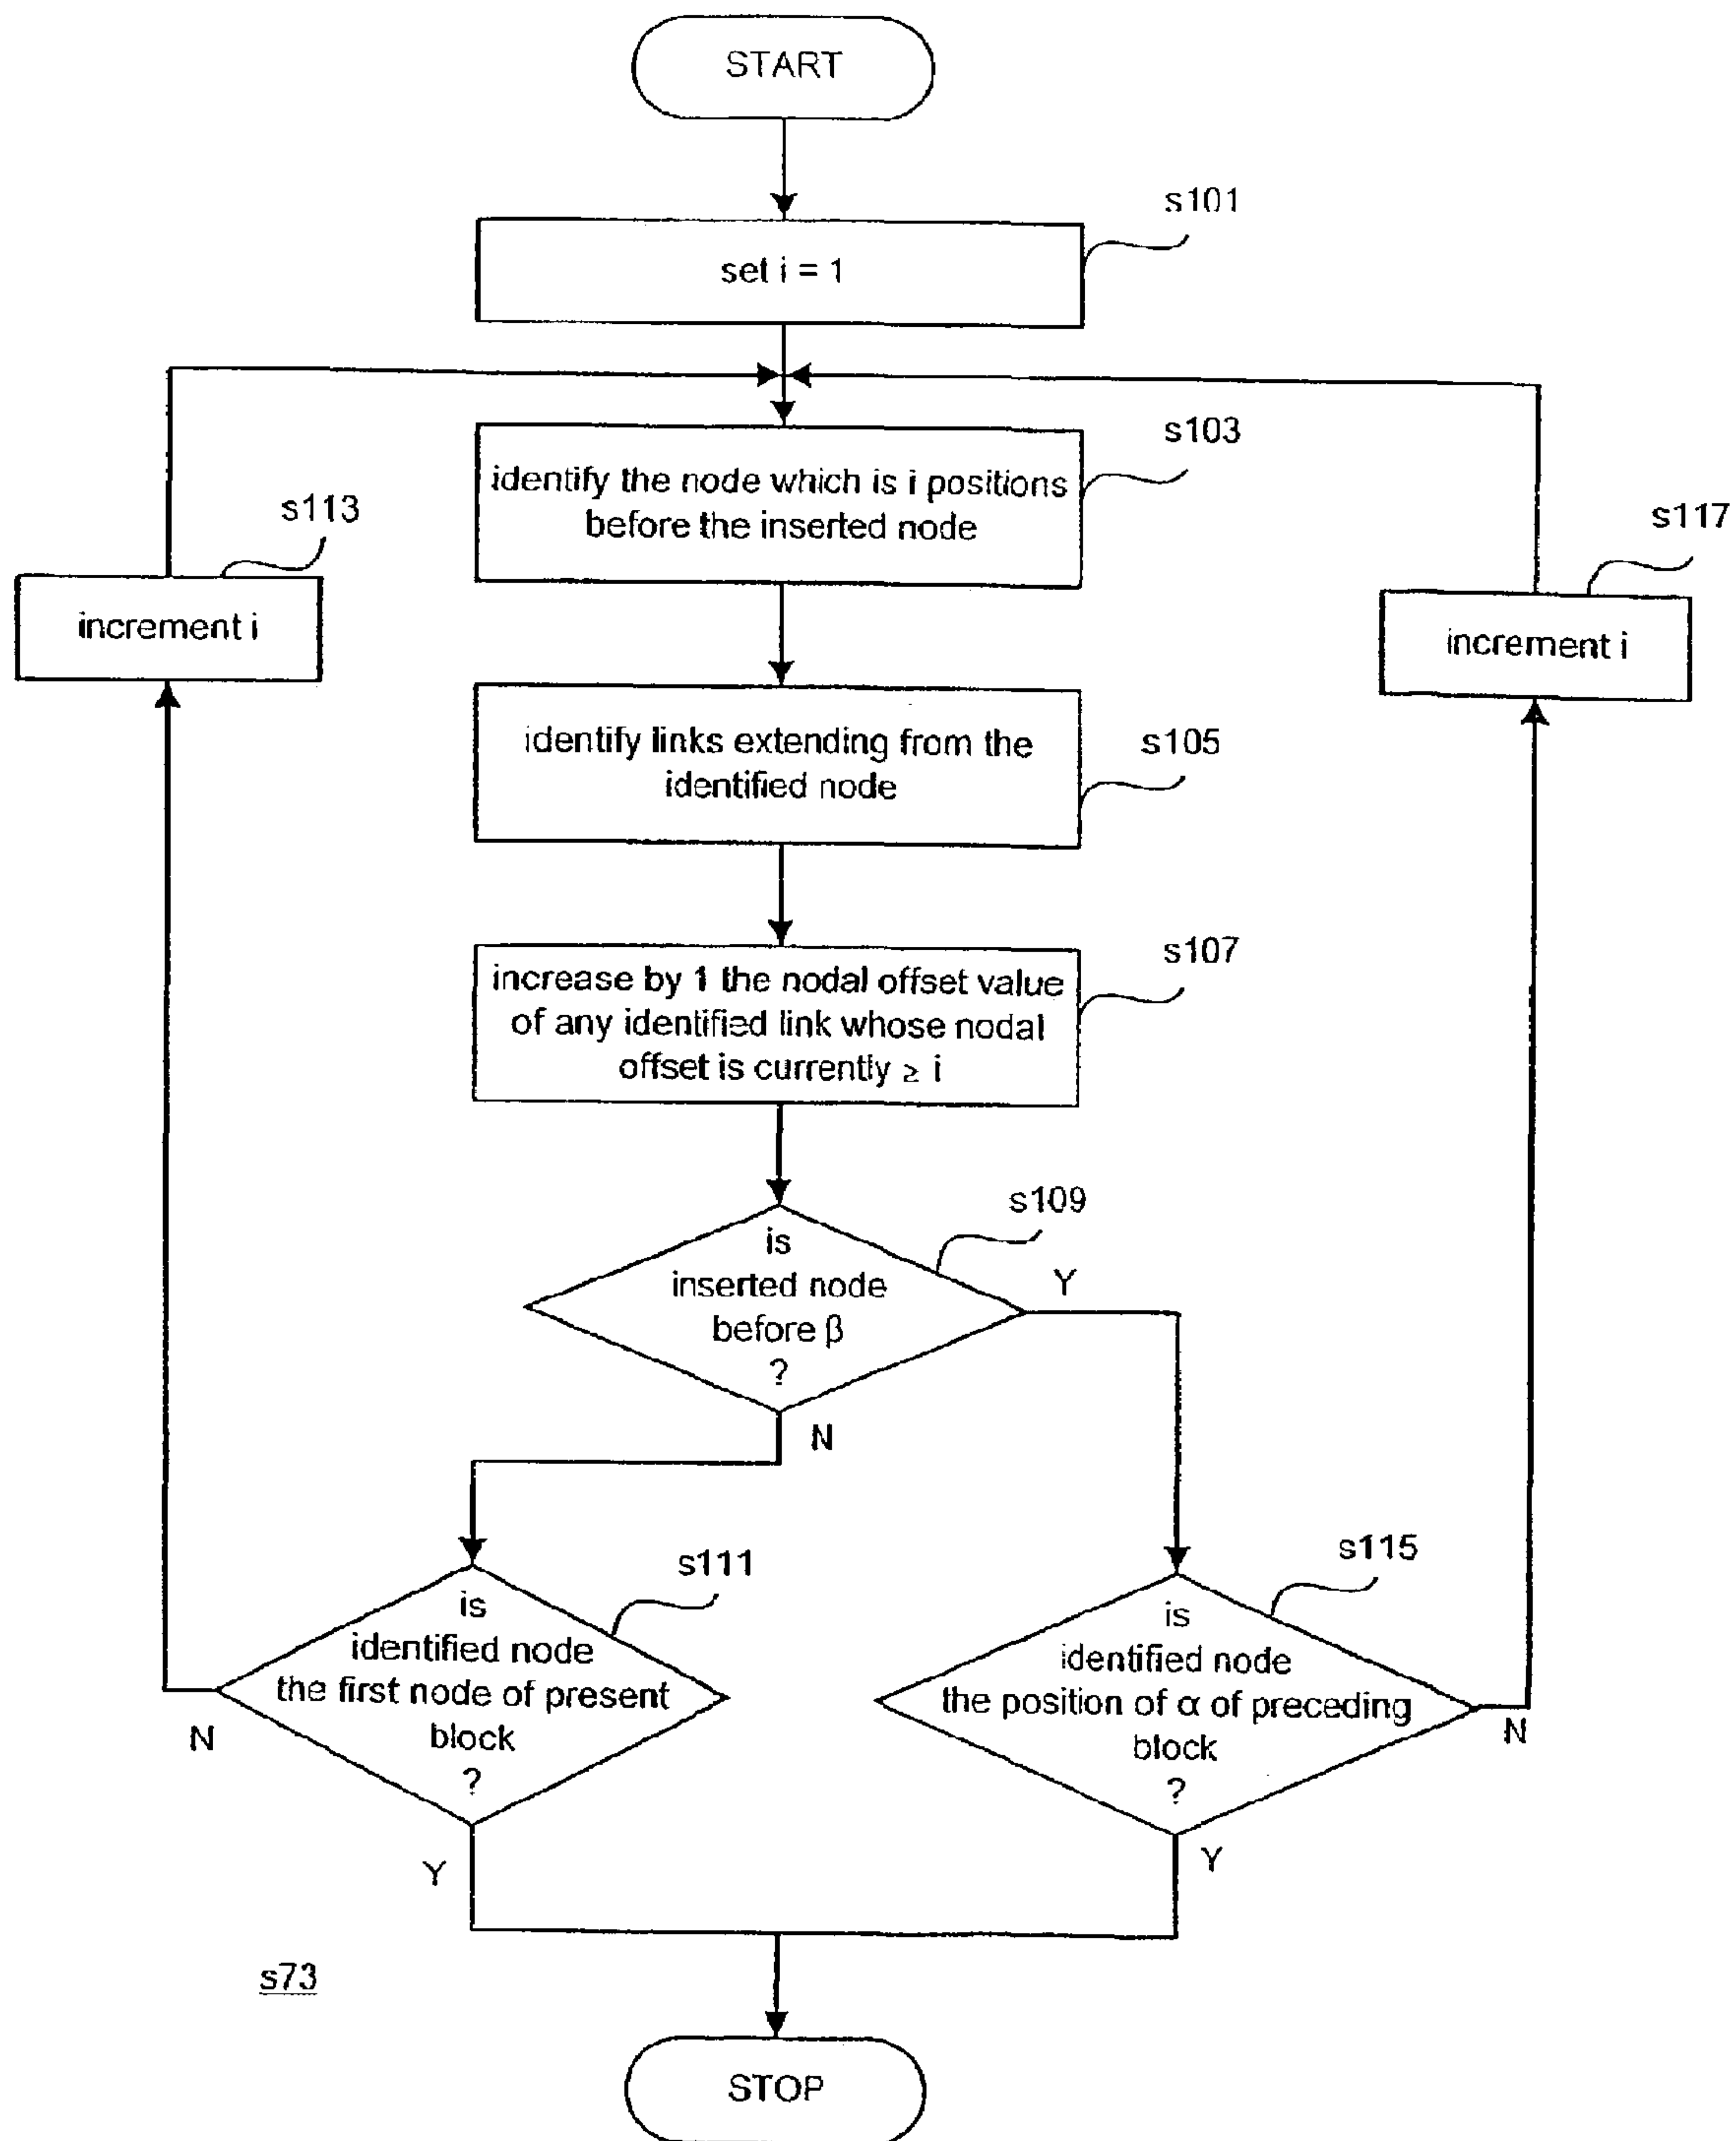 START
s101
set i = 1
s103
identify the node which is i positions
before the inserted node
s113
increment i
s117
increment i
s105
identify links extending from the
identified node
s107
increase by 1 the nodal offset value
of any identified link whose nodal
offset is currently ≥ i
s109
is
inserted node
before β
?
Y
N
s111
is
identified node
the first node of present
block
?
N
Y
s115
is
identified node
the position of α of preceding
block
?
N
Y
s73
STOP